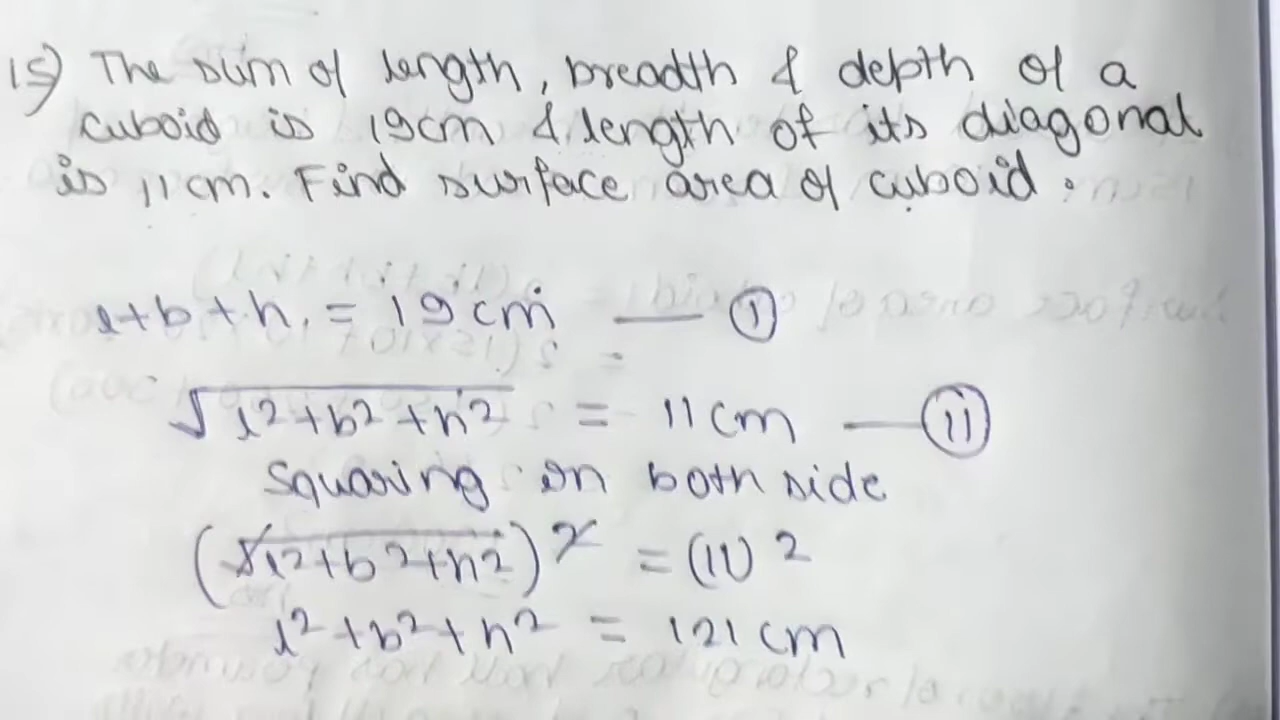 15) The sum of length, breadth & depth of a
cuboid is 19cm & length of its diagonal
is 11 cm. Find surface area of cuboid.
l+b+h = 19 cm — (I)
√l²+b²+h² = 11 cm — (II)
Squaring on both side
(√l²+b²+h²)² = (11)²
l²+b²+h² = 121 cm